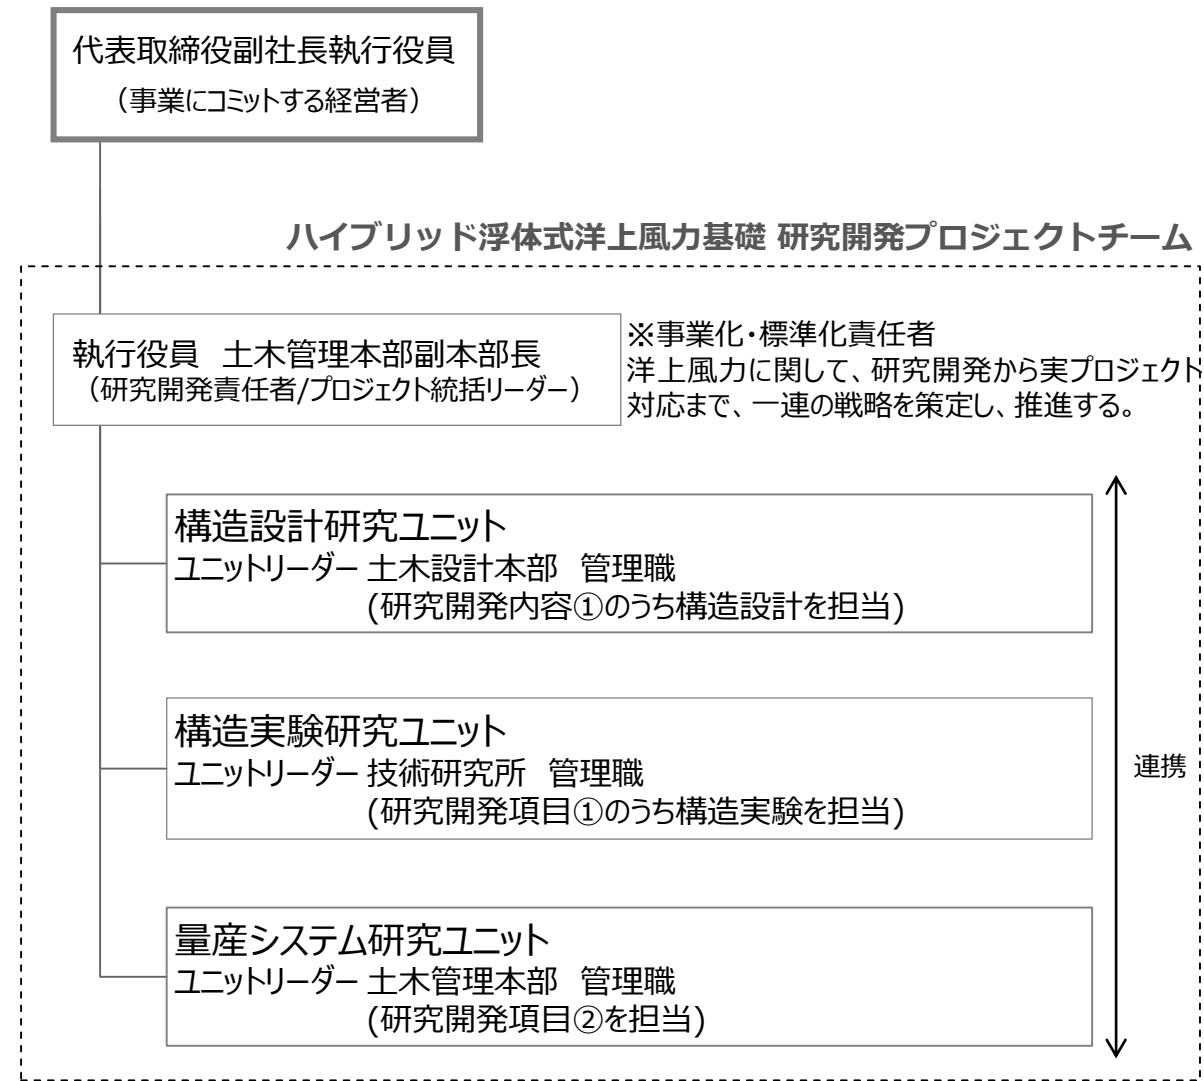 代表取締役副社長執行役員
（事業にコミットする経営者）
ハイブリッド浮体式洋上風力基礎 研究開発プロジェクトチーム
執行役員　土木管理本部副本部長
（研究開発責任者/プロジェクト統括リーダー）
※事業化・標準化責任者
洋上風力に関して、研究開発から実プロジェクト
対応まで、一連の戦略を策定し、推進する。
構造設計研究ユニット
ユニットリーダー 土木設計本部　管理職
(研究開発内容①のうち構造設計を担当)
構造実験研究ユニット
ユニットリーダー 技術研究所　管理職
(研究開発項目①のうち構造実験を担当)
連携
量産システム研究ユニット
ユニットリーダー 土木管理本部　管理職
(研究開発項目②を担当)